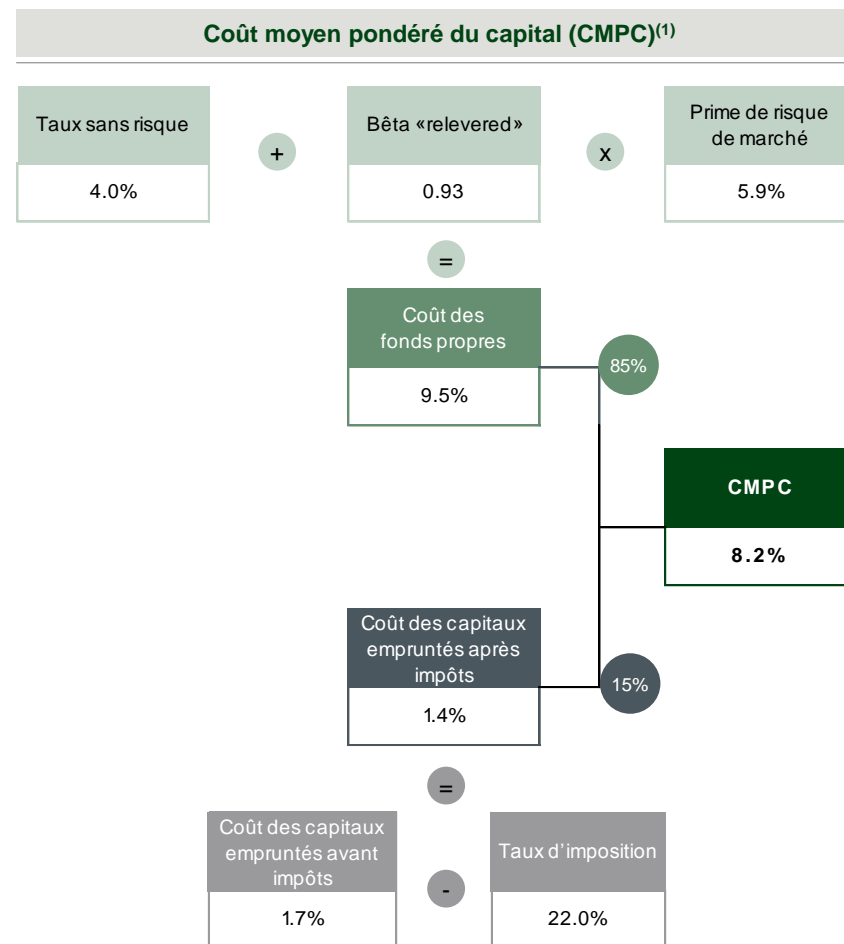 Coût moyen pondéré du capital (CMPC)(1)
Taux sans risque
+
Bêta «relevered»
x
Prime de risque
de marché
4.0%
0.93
5.9%
=
Coût des
fonds propres
85%
9.5%
CMPC
8.2%
Coût des capitaux
empruntés après
impôts
15%
1.4%
=
Coût des capitaux
empruntés avant
impôts
-
Taux d'imposition
1.7%
22.0%